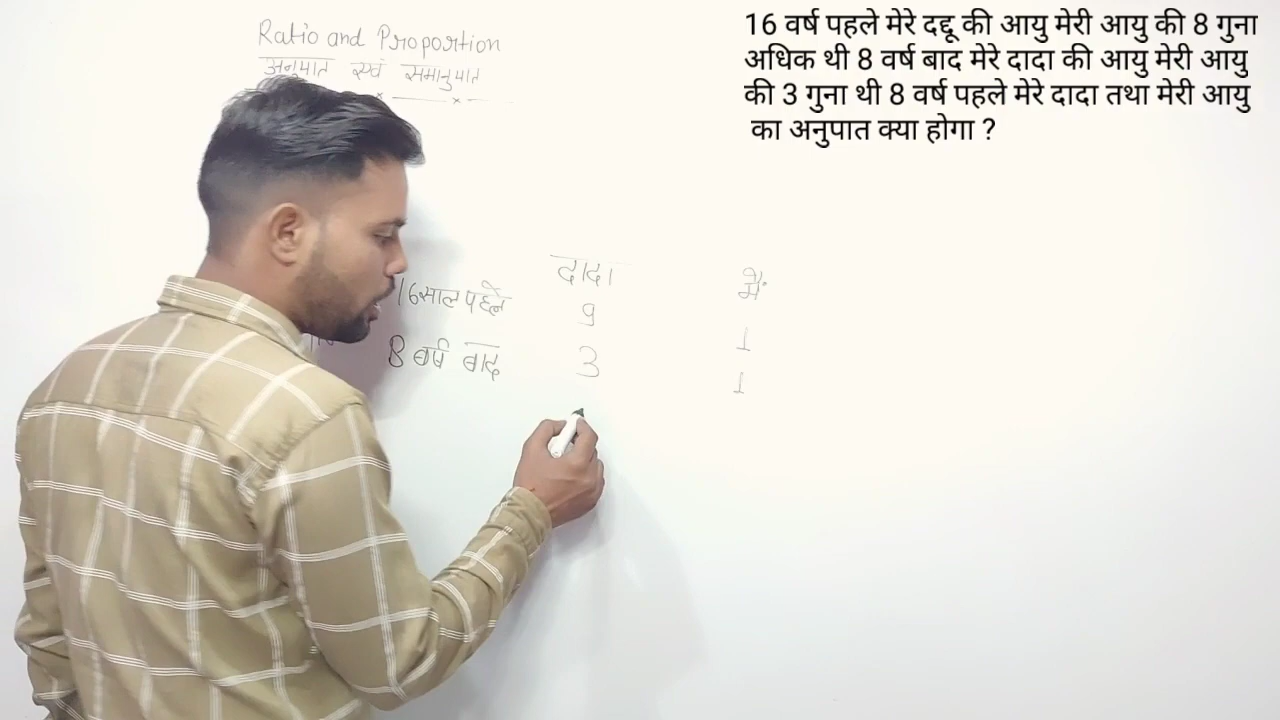 Ratio and Proportion
अनुपात एवं समानुपात
16 वर्ष पहले मेरे दद्दू की आयु मेरी आयु की 8 गुना
अधिक थी 8 वर्ष बाद मेरे दादा की आयु मेरी आयु
की 3 गुना थी 8 वर्ष पहले मेरे दादा तथा मेरी आयु
का अनुपात क्या होगा ?
दादा मैं
16 साल पहले 9 1
8 वर्ष बाद 3 1